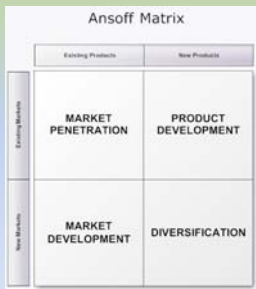 Ansoff Matrix
Existing Products
New Products
Existing Markets
MARKET
PENETRATION
PRODUCT
DEVELOPMENT
New Markets
MARKET
DEVELOPMENT
DIVERSIFICATION